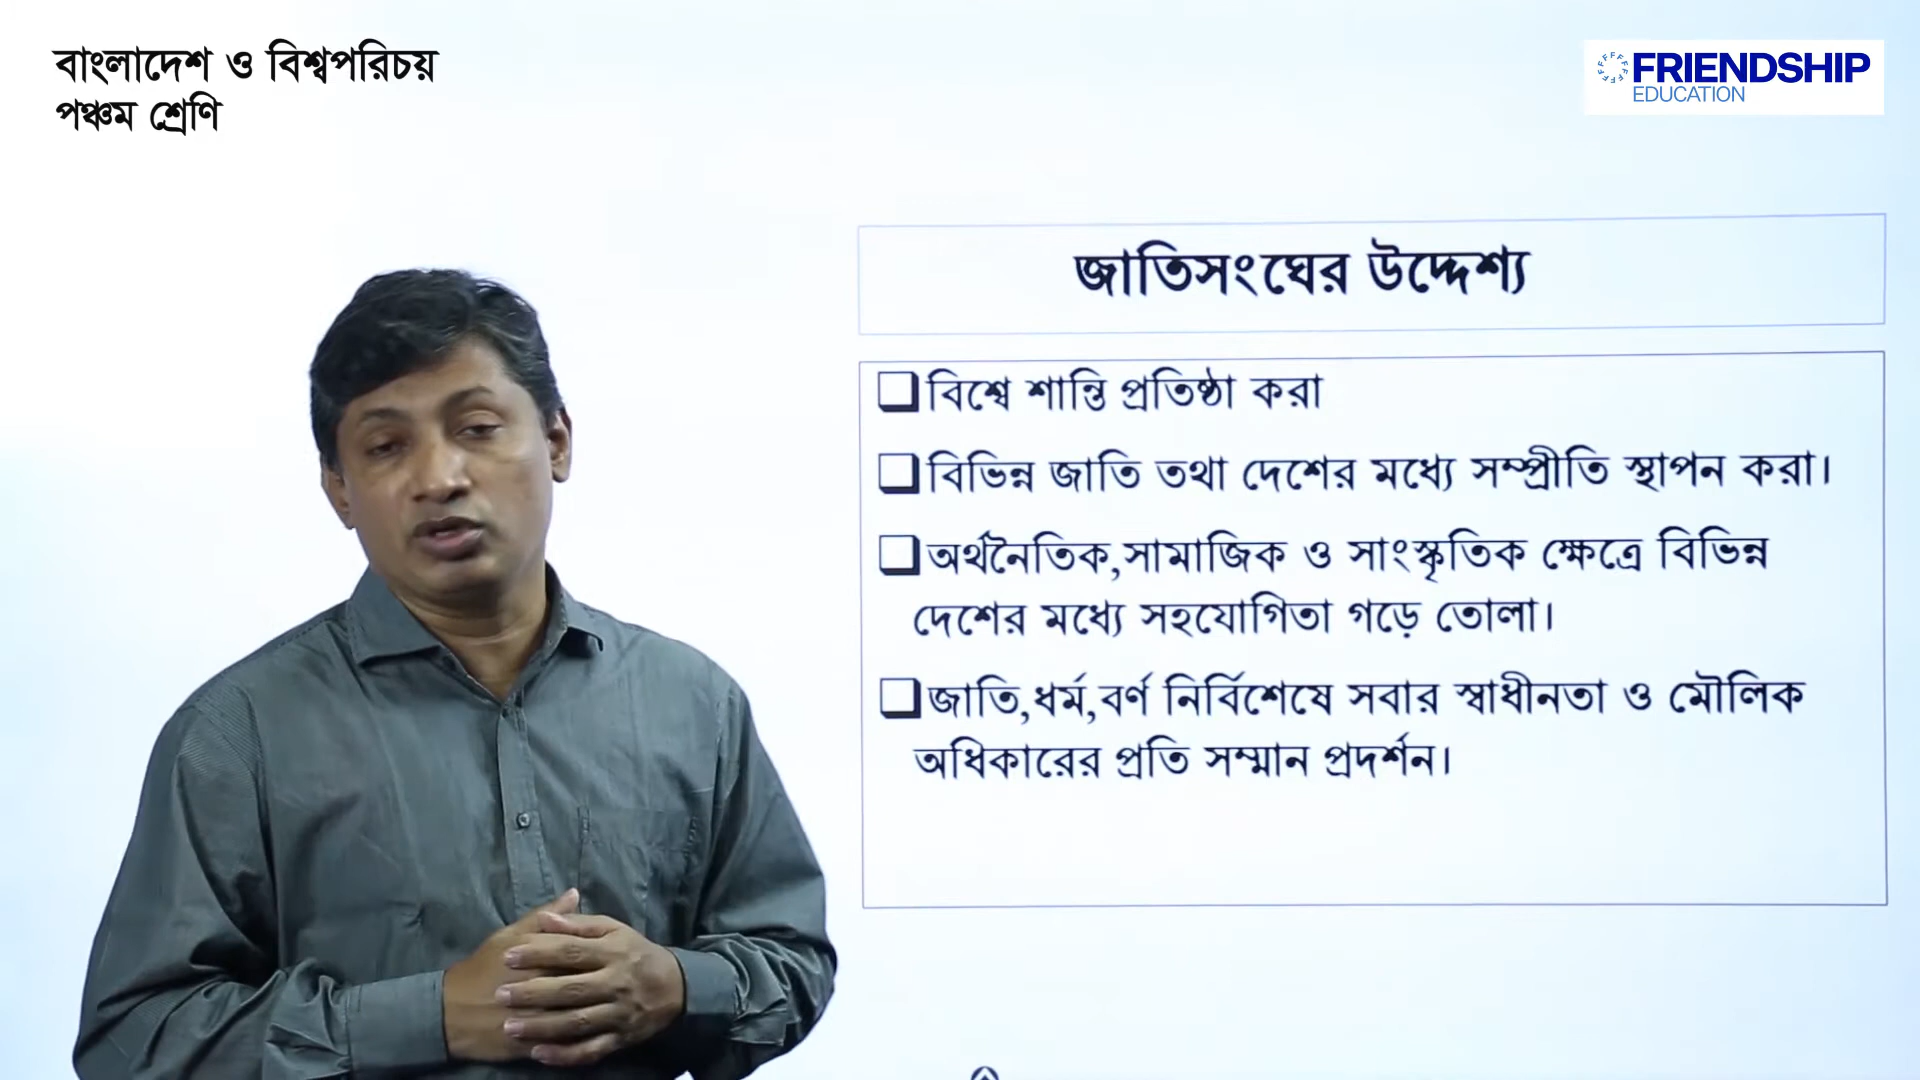 বাংলাদেশ ও বিশ্বপরিচয়
পঞ্চম শ্রেণি
FRIENDSHIP
EDUCATION
জাতিসংঘের উদ্দেশ্য
বিশ্বে শান্তি প্রতিষ্ঠা করা
বিভিন্ন জাতি তথা দেশের মধ্যে সম্প্রীতি স্থাপন করা।
অর্থনৈতিক,সামাজিক ও সাংস্কৃতিক ক্ষেত্রে বিভিন্ন
দেশের মধ্যে সহযোগিতা গড়ে তোলা।
জাতি,ধর্ম,বর্ণ নির্বিশেষে সবার স্বাধীনতা ও মৌলিক
অধিকারের প্রতি সম্মান প্রদর্শন।